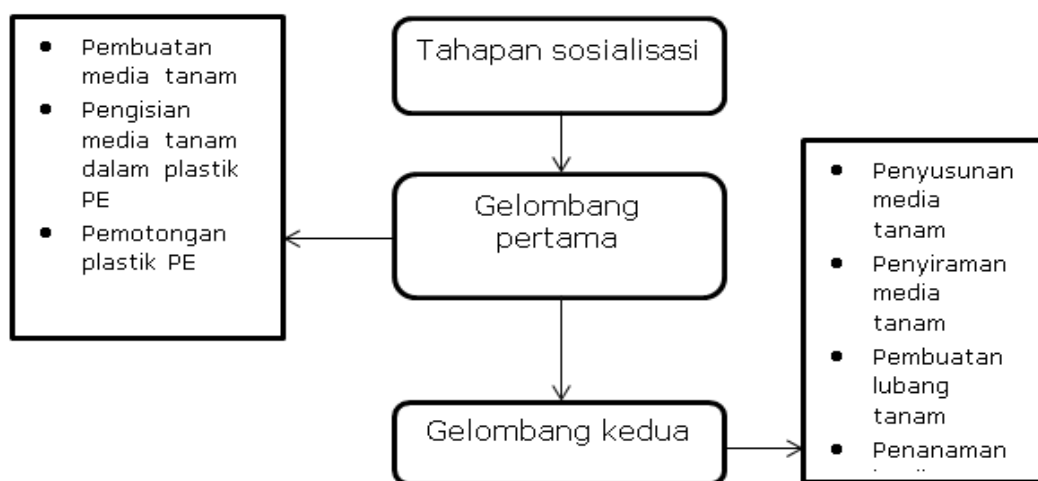 Tahapan sosialisasi
• Pembuatan
media tanam
• Pengisian
media tanam
dalam plastik
PE
• Pemotongan
plastik PE
Gelombang
pertama
Gelombang kedua
• Penyusunan
media
tanam
• Penyiraman
media
tanam
• Pembuatan
lubang
tanam
• Penanaman